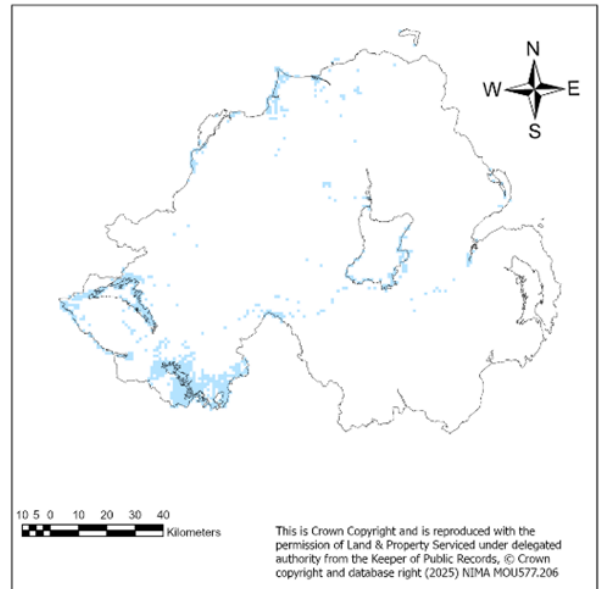 N
W E
S
10 5 0 10 20 30 40
Kilometers
This is Crown Copyright and is reproduced with the
permission of Land & Property Serviced under delegated
authority from the Keeper of Public Records, © Crown
copyright and database right (2025) NIMA MOU577.206